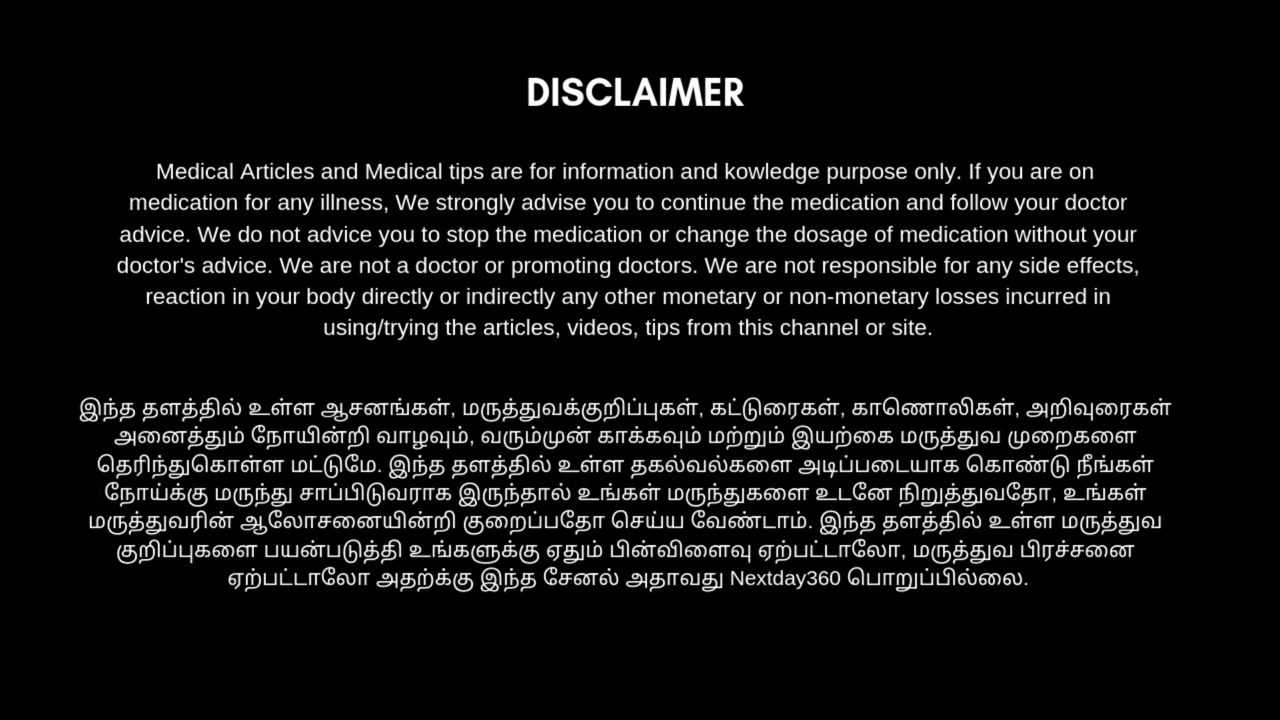 DISCLAIMER
Medical Articles and Medical tips are for information and kowledge purpose only. If you are on
medication for any illness, We strongly advise you to continue the medication and follow your doctor
advice. We do not advice you to stop the medication or change the dosage of medication without your
doctor's advice. We are not a doctor or promoting doctors. We are not responsible for any side effects,
reaction in your body directly or indirectly any other monetary or non-monetary losses incurred in
using/trying the articles, videos, tips from this channel or site.
இந்த தளத்தில் உள்ள ஆசனங்கள், மருத்துவக்குறிப்புகள், கட்டுரைகள், காணொலிகள், அறிவுரைகள்
அனைத்தும் நோயின்றி வாழவும், வரும்முன் காக்கவும் மற்றும் இயற்கை மருத்துவ முறைகளை
தெரிந்துகொள்ள மட்டுமே. இந்த தளத்தில் உள்ள தகல்வல்களை அடிப்படையாக கொண்டு நீங்கள்
நோய்க்கு மருந்து சாப்பிடுவராக இருந்தால் உங்கள் மருந்துகளை உடனே நிறுத்துவதோ, உங்கள்
மருத்துவரின் ஆலோசனையின்றி குறைப்பதோ செய்ய வேண்டாம். இந்த தளத்தில் உள்ள மருத்துவ
குறிப்புகளை பயன்படுத்தி உங்களுக்கு ஏதும் பின்விளைவு ஏற்பட்டாலோ, மருத்துவ பிரச்சனை
ஏற்பட்டாலோ அதற்க்கு இந்த சேனல் அதாவது Nextday360 பொறுப்பில்லை.